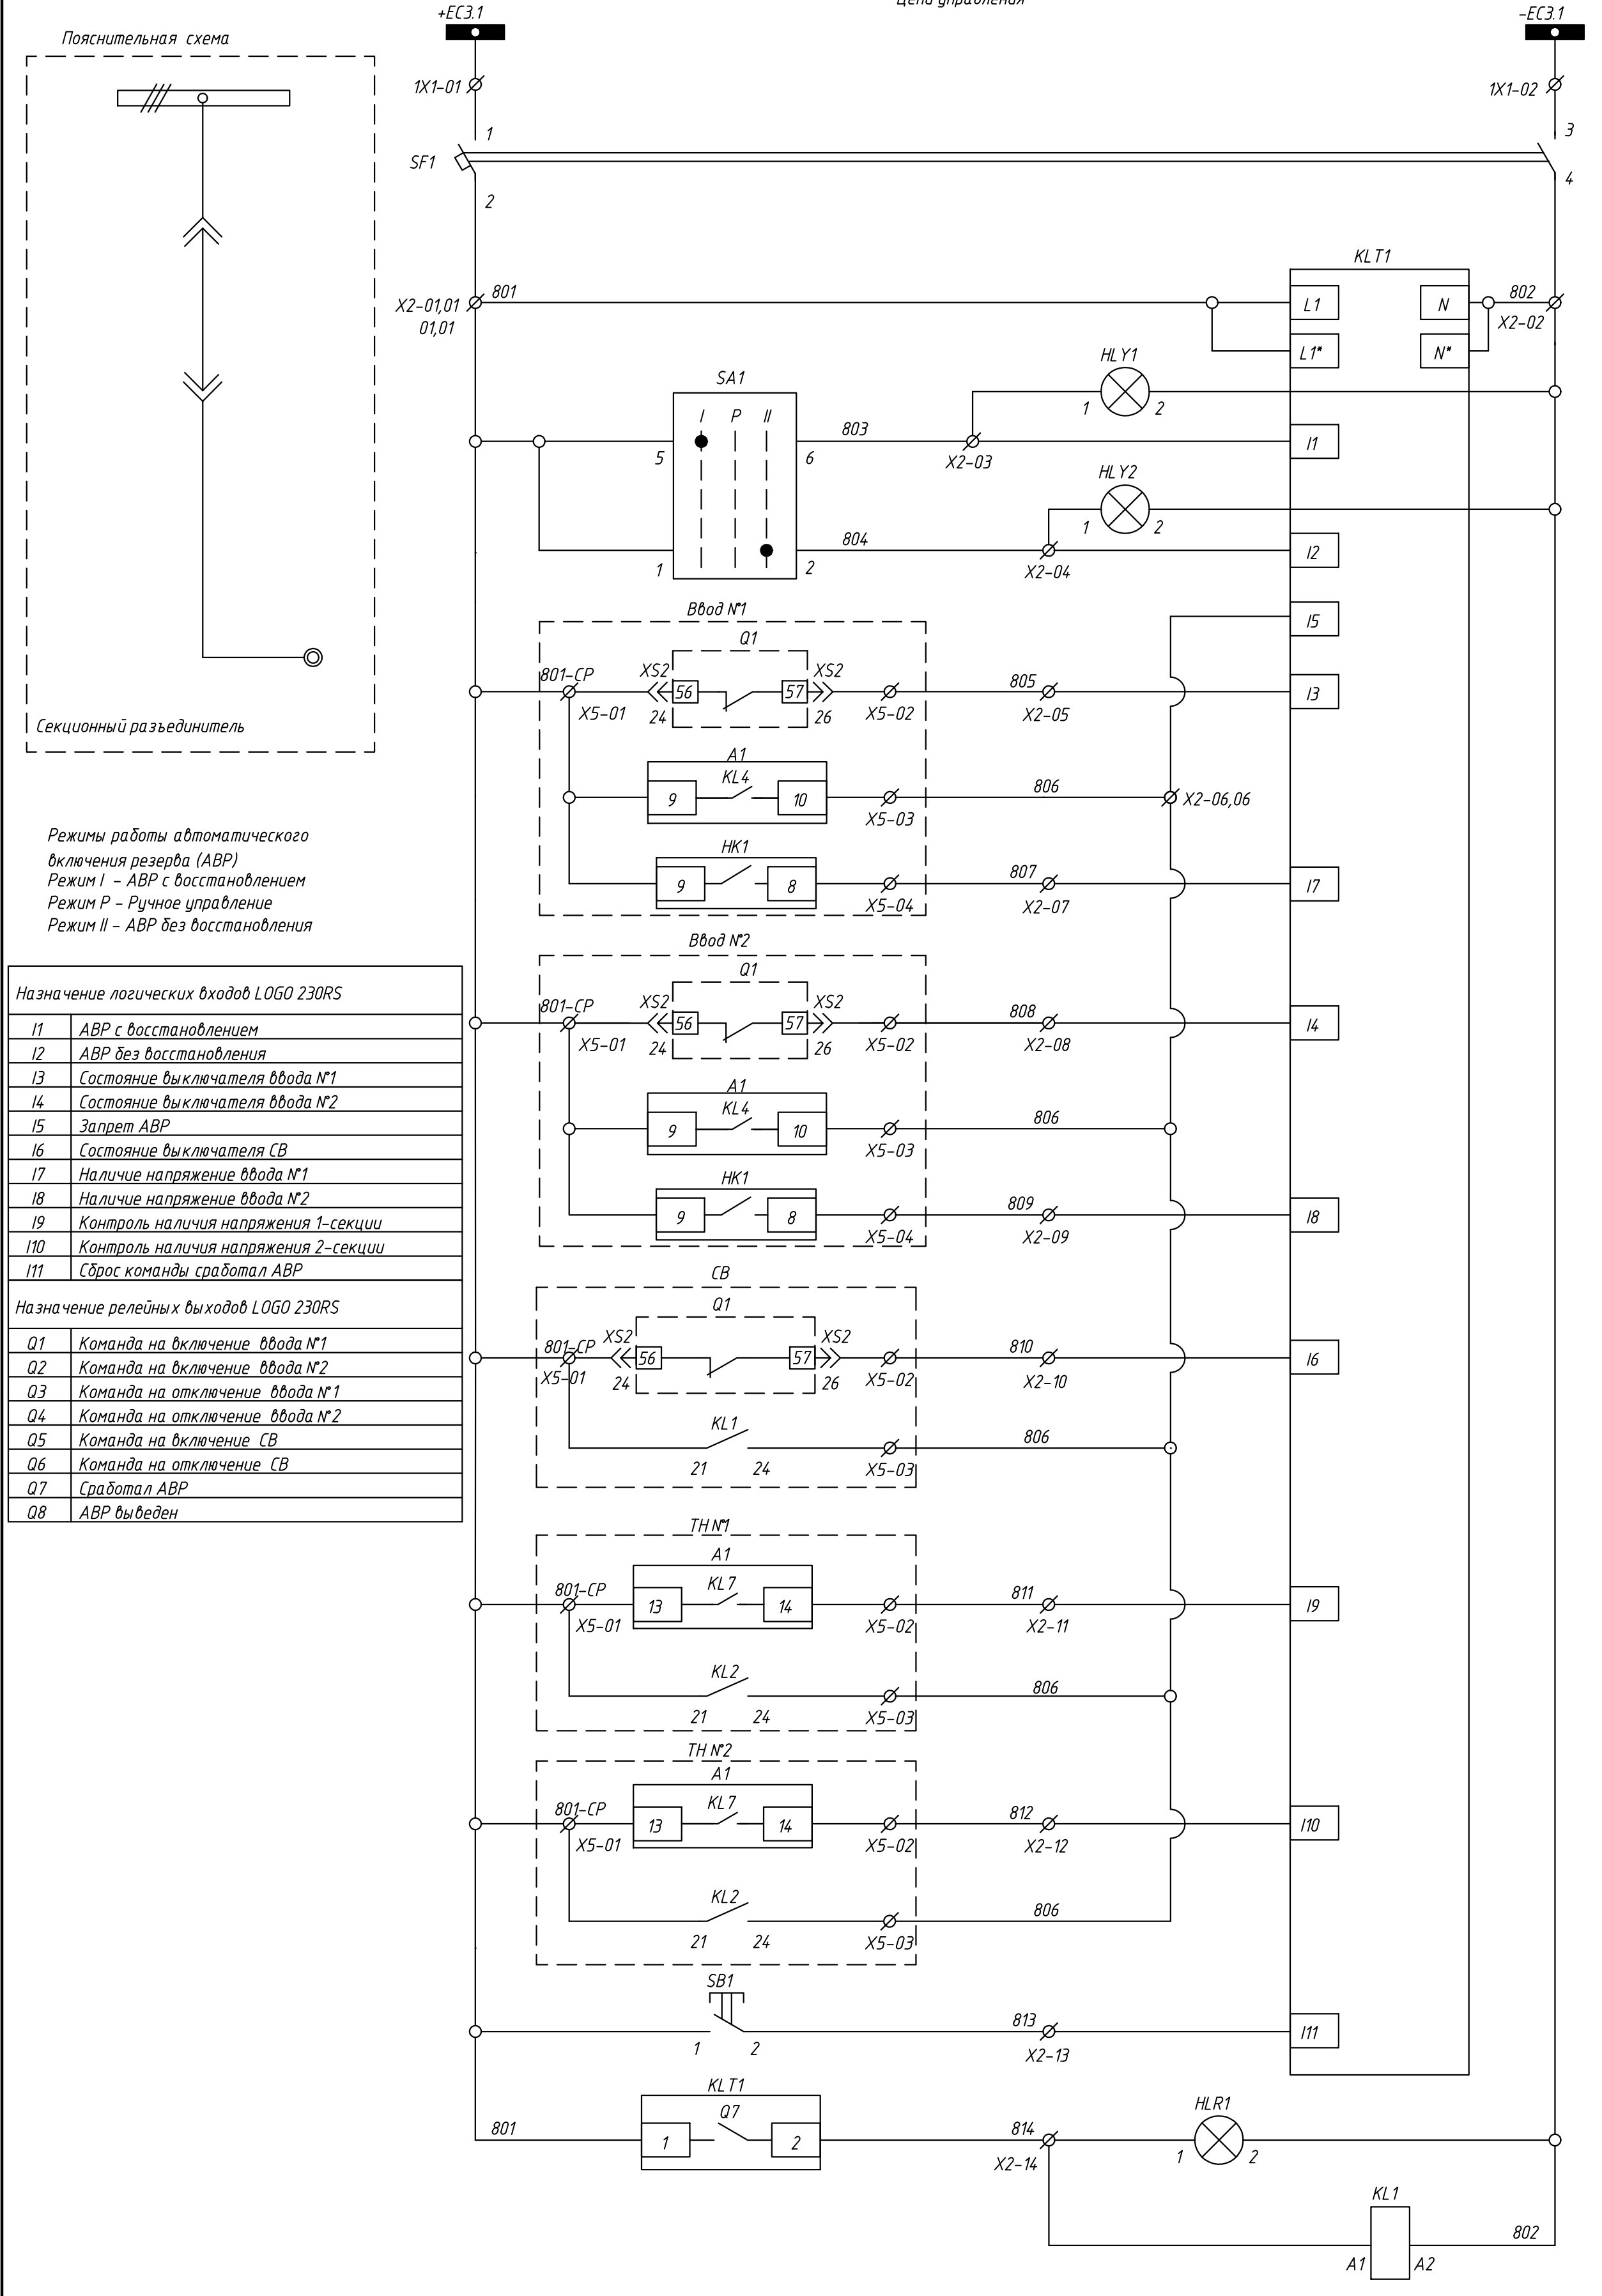 Цепи управления
+EC3.1
-EC3.1
Пояснительная схема
1X1-01
1X1-02
1
3
SF1
2
4
KLT1
X2-01,01
01,01
801
L1
N
802
X2-02
L1*
N*
HLY1
1
2
SA1
I
P
II
803
5
6
X2-03
I1
HLY2
1
2
804
1
2
X2-04
I2
Ввод №1
I5
Q1
801-СР
XS2
56
57
XS2
805
I3
X5-01
24
26
X5-02
X2-05
Секционный разъединитель
A1
KL4
9
10
806
X2-06,06
X5-03
HK1
9
8
807
I7
X5-04
X2-07
Режимы работы автоматического
включения резерва (АВР)
Режим I - АВР с восстановлением
Режим Р - Ручное управление
Режим II - АВР без восстановления
Ввод №2
Q1
801-СР
XS2
56
57
XS2
808
I4
X5-01
24
26
X5-02
X2-08
A1
KL4
9
10
806
X5-03
HK1
9
8
809
I8
X5-04
X2-09
Назначение логических входов LOGO 230RS
I1 АВР с восстановлением
I2 АВР без восстановления
I3 Состояние выключателя ввода №1
I4 Состояние выключателя ввода №2
I5 Запрет АВР
I6 Состояние выключателя СВ
I7 Наличие напряжение ввода №1
I8 Наличие напряжение ввода №2
I9 Контроль наличия напряжения 1-секции
I10 Контроль наличия напряжения 2-секции
I11 Сброс команды сработал АВР
Назначение релейных выходов LOGO 230RS
Q1 Команда на включение ввода №1
Q2 Команда на включение ввода №2
Q3 Команда на отключение ввода №1
Q4 Команда на отключение ввода №2
Q5 Команда на включение СВ
Q6 Команда на отключение СВ
Q7 Сработал АВР
Q8 АВР выведен
СВ
Q1
801-СР
XS2
56
57
XS2
810
I6
X5-01
24
26
X5-02
X2-10
KL1
806
21
24
X5-03
ТН №1
A1
801-СР
KL7
13
14
811
I9
X5-01
X5-02
X2-11
KL2
806
21
24
X5-03
ТН №2
A1
801-СР
KL7
13
14
812
I10
X5-01
X5-02
X2-12
KL2
806
21
24
X5-03
SB1
813
I11
1
2
X2-13
KLT1
801
Q7
1
2
814
X2-14
HLR1
1
2
KL1
802
A1
A2